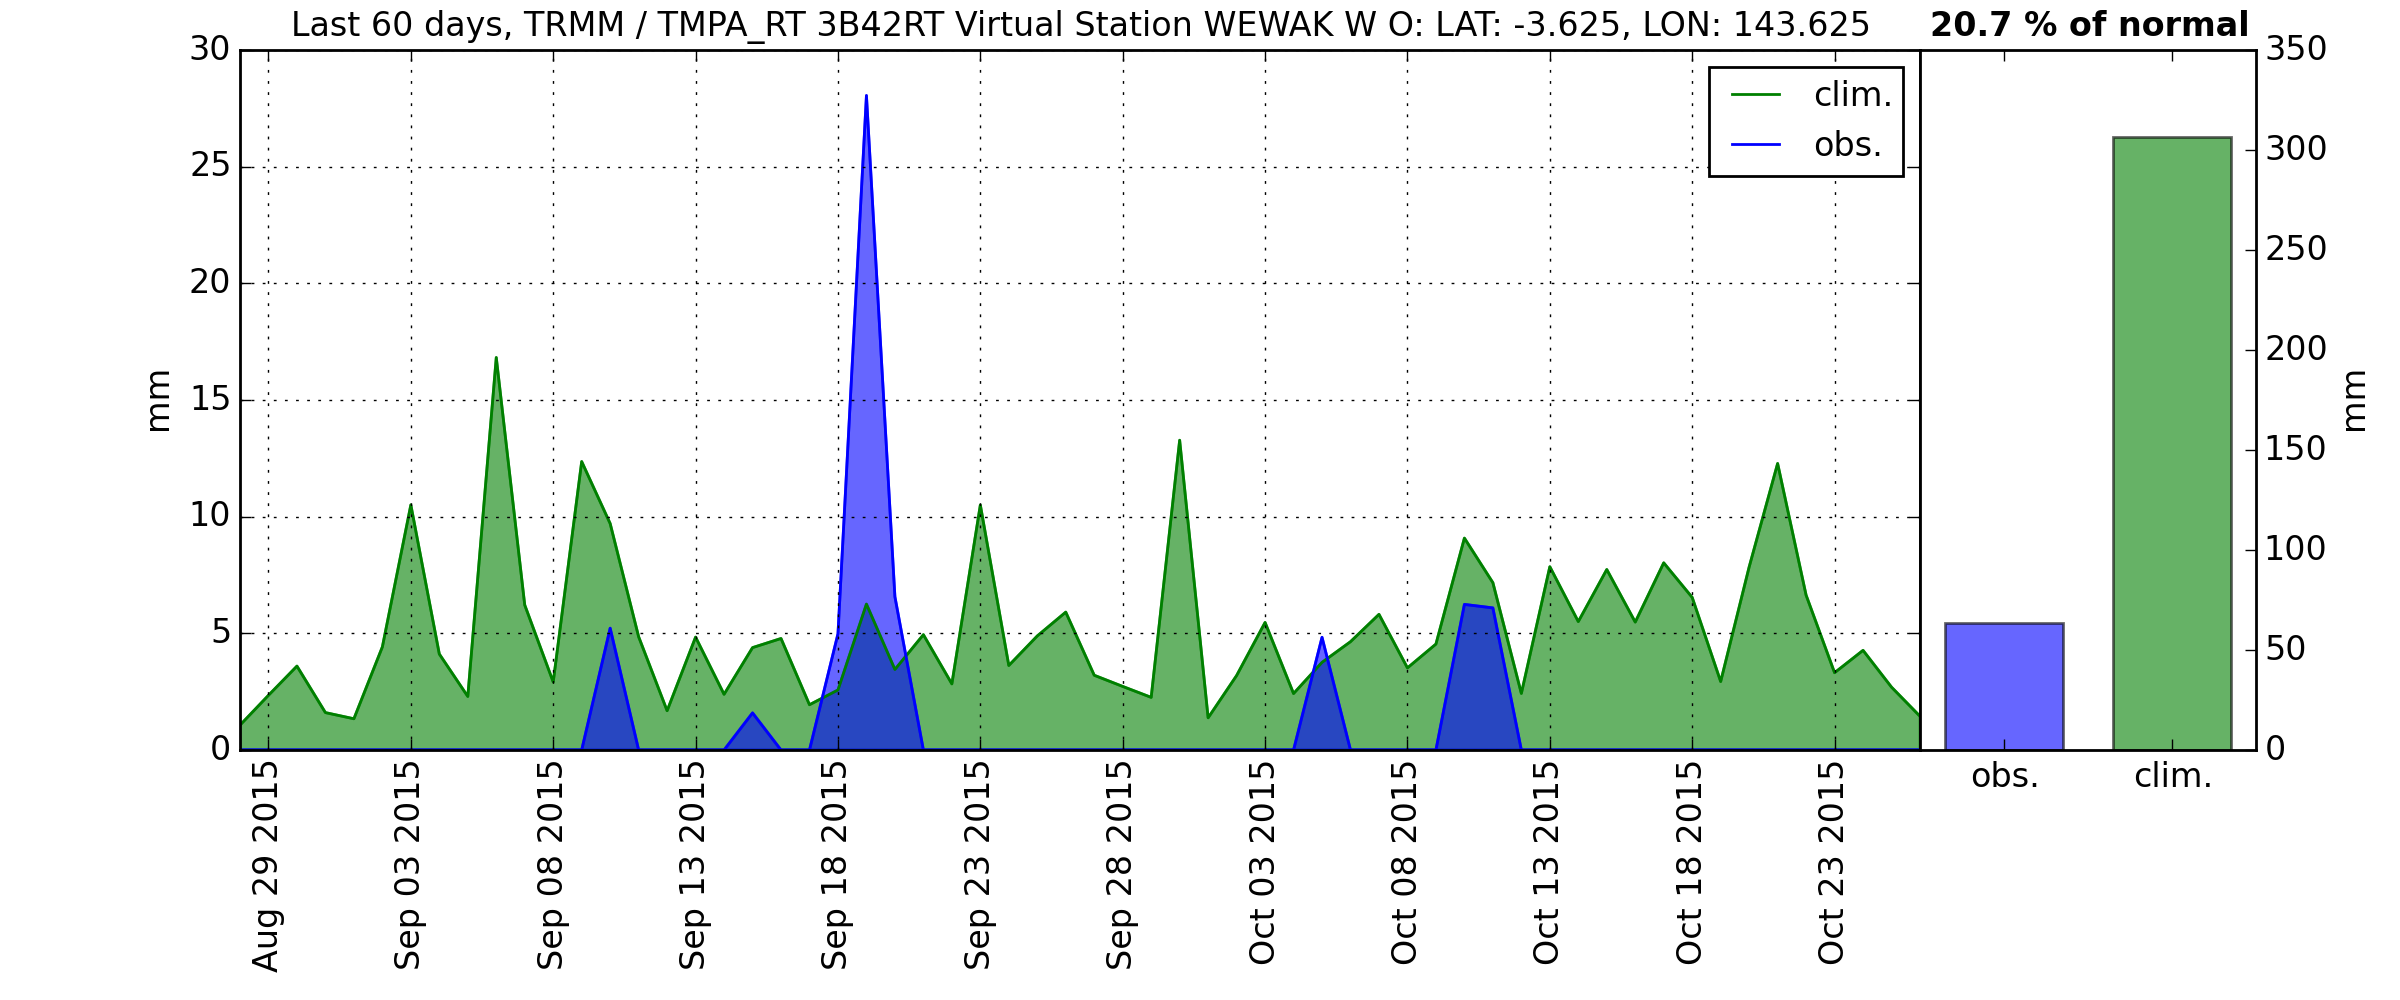 Last 60 days, TRMM / TMPA_RT 3B42RT Virtual Station WEWAK W O: LAT: -3.625, LON: 143.625
20.7 % of normal
30
25
20
15
10
5
0
mm
clim.
obs.
Aug 29 2015
Sep 03 2015
Sep 08 2015
Sep 13 2015
Sep 18 2015
Sep 23 2015
Sep 28 2015
Oct 03 2015
Oct 08 2015
Oct 13 2015
Oct 18 2015
Oct 23 2015
350
300
250
200
150
100
50
0
mm
obs.
clim.